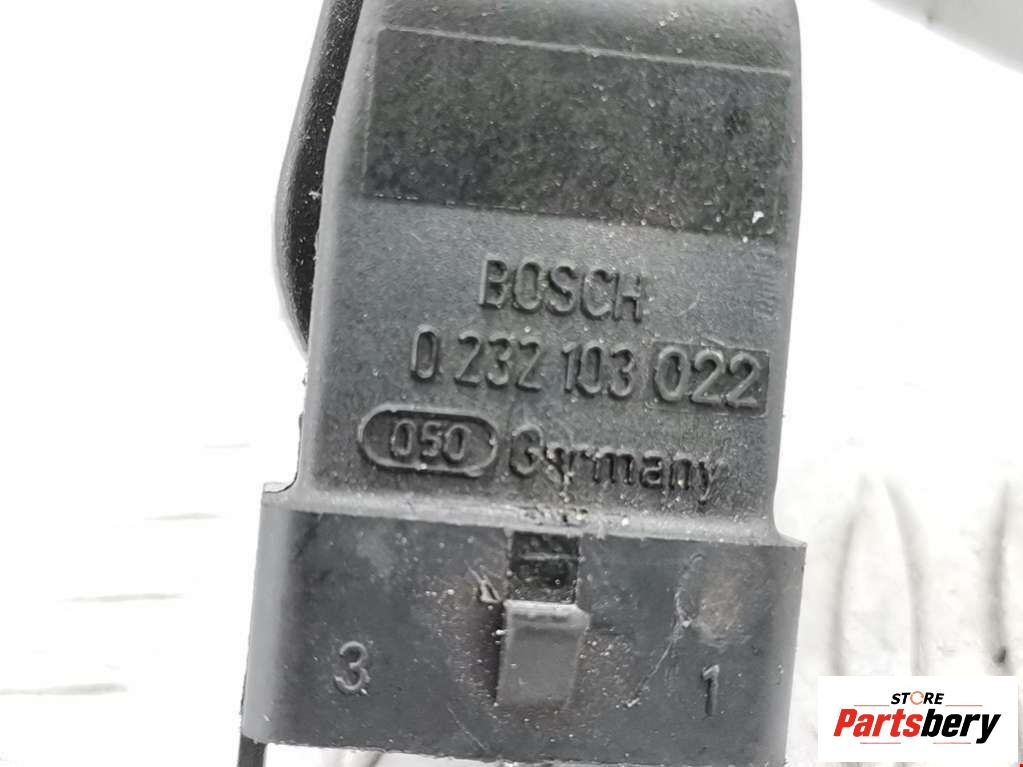 BOSCH
0 232 103 022
050 Germany
3 1
STORE
Partsbery